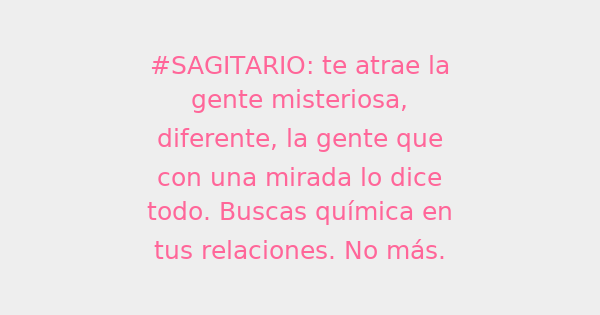 #SAGITARIO: te atrae la
gente misteriosa,
diferente, la gente que
con una mirada lo dice
todo. Buscas química en
tus relaciones. No más.